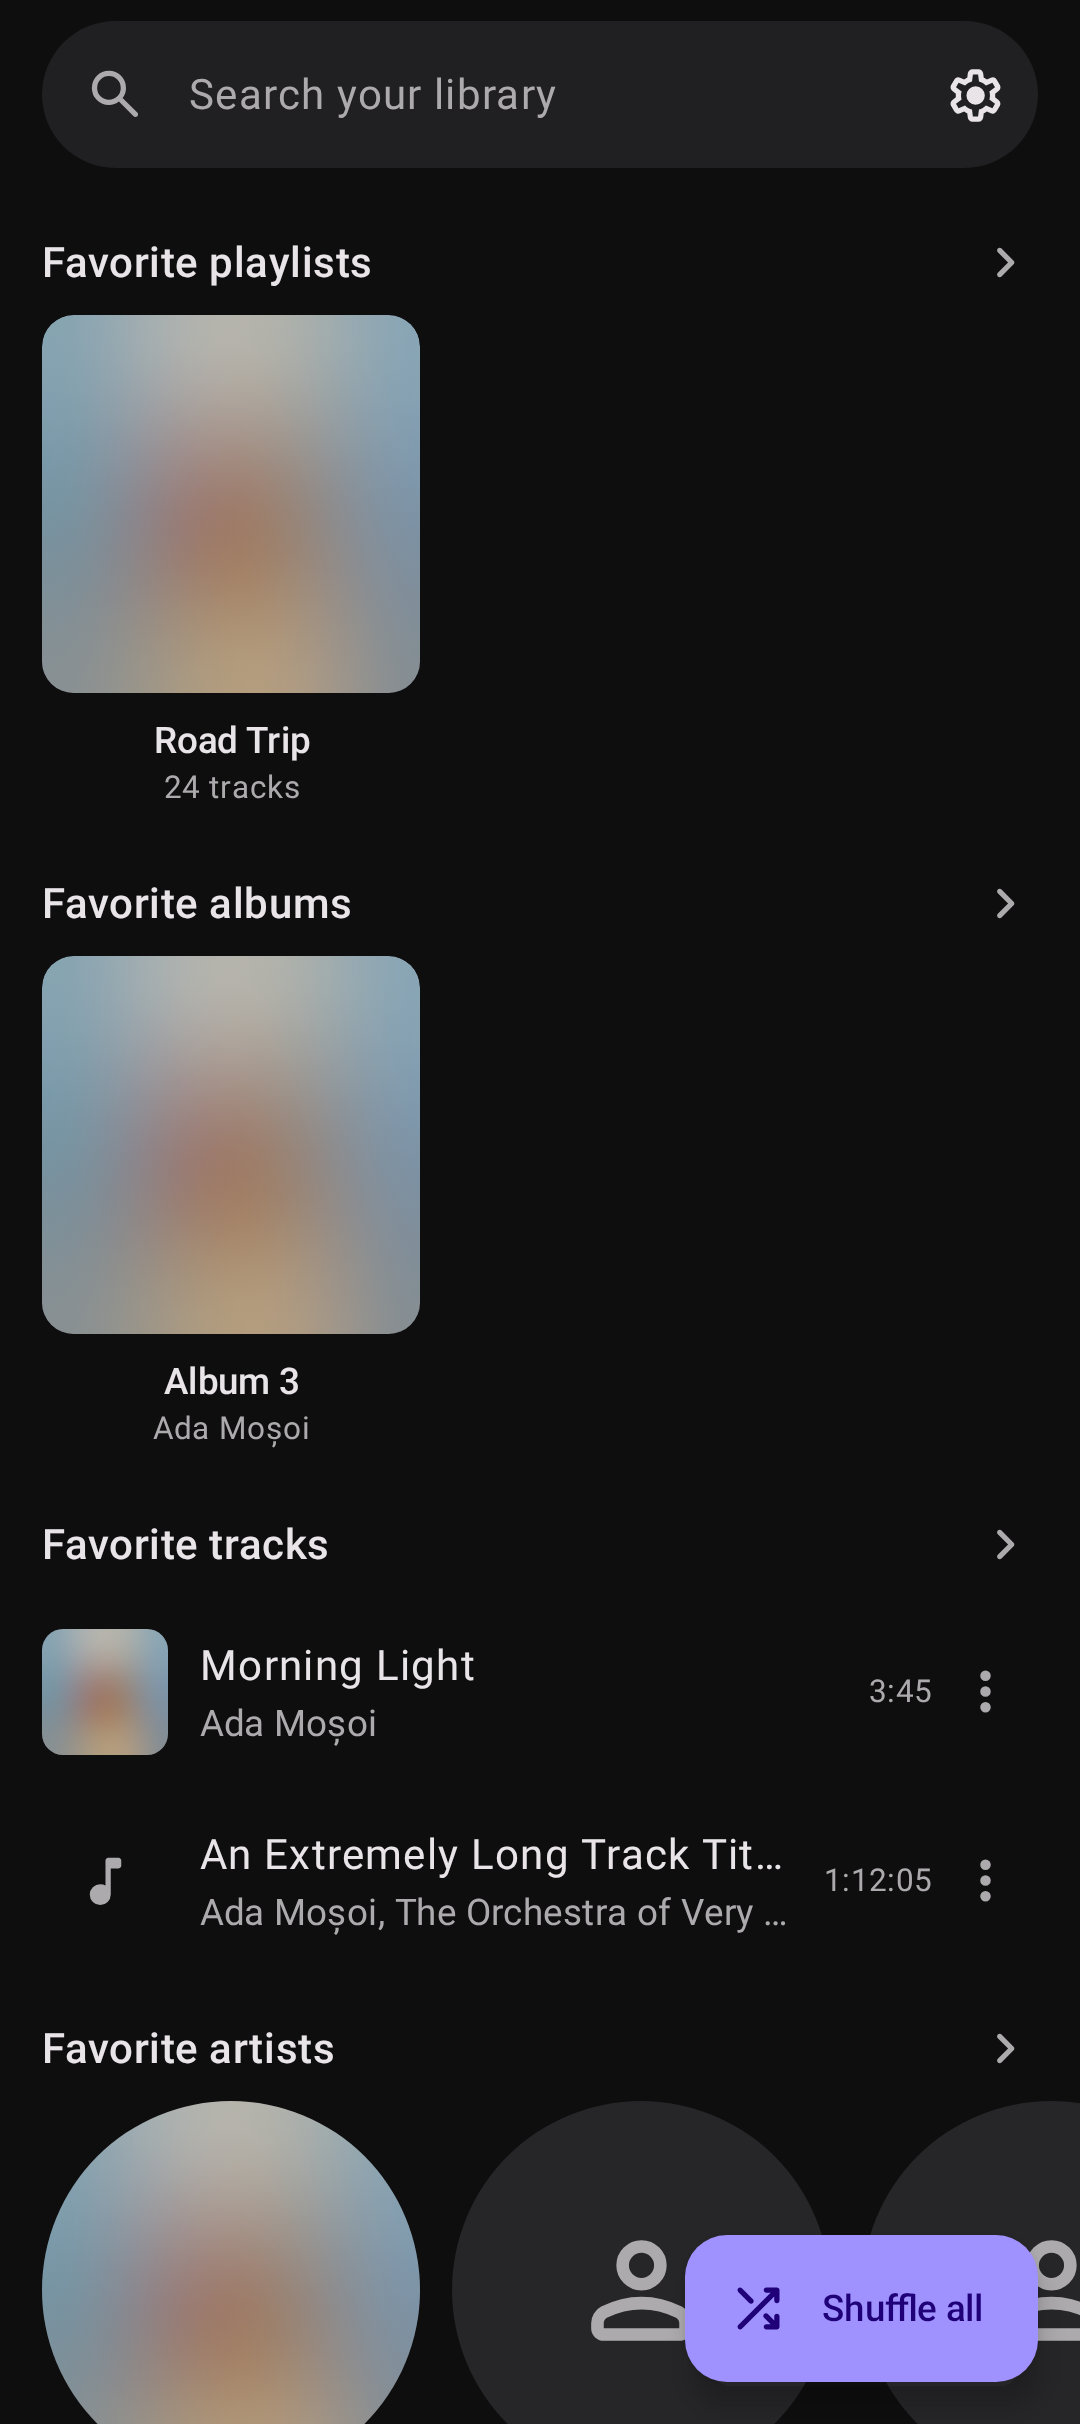 Search your library
Favorite playlists
Road Trip
24 tracks
Favorite albums
Album 3
Ada Moșoi
Favorite tracks
Morning Light
Ada Moșoi
3:45
An Extremely Long Track Tit…
Ada Moșoi, The Orchestra of Very …
1:12:05
Favorite artists
Shuffle all